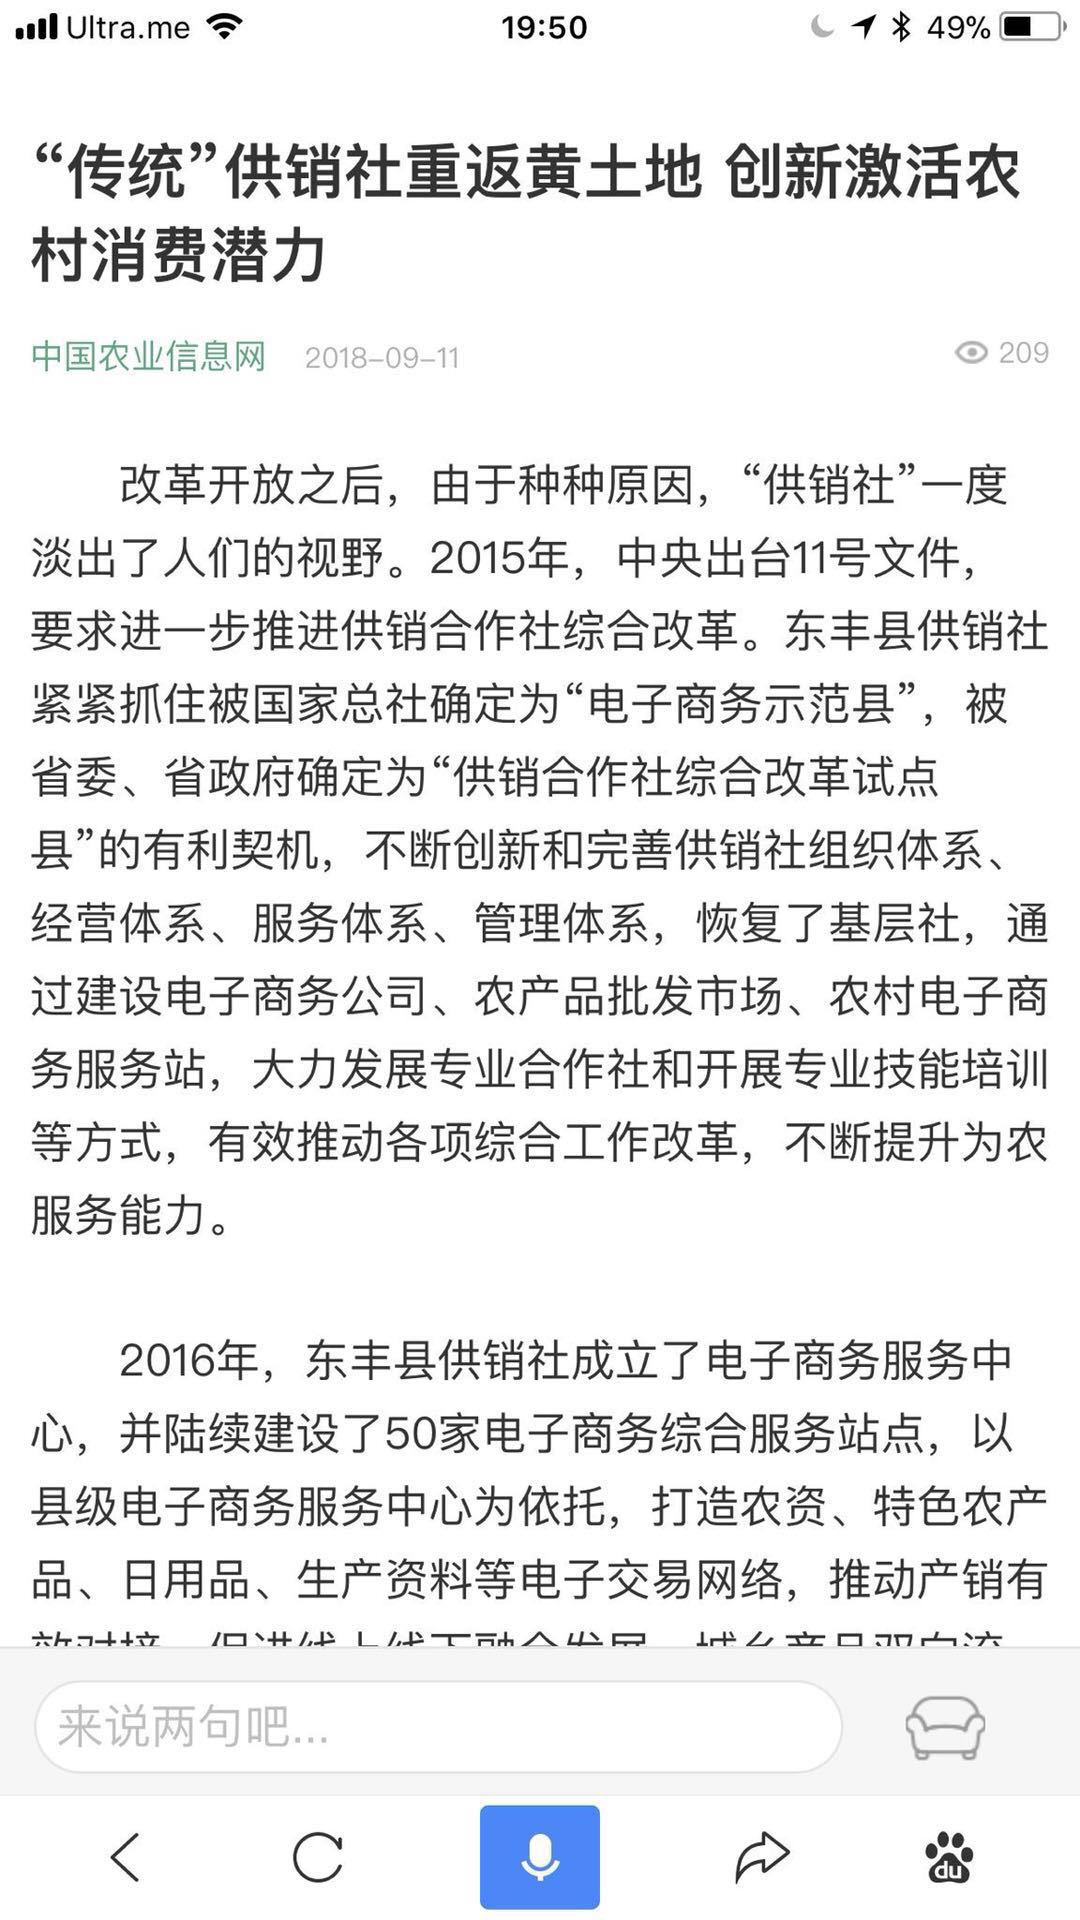 Ultra.me
19:50
49%
“传统”供销社重返黄土地 创新激活农
村消费潜力
中国农业信息网 2018-09-11
209
改革开放之后，由于种种原因，“供销社”一度
淡出了人们的视野。2015年，中央出台11号文件，
要求进一步推进供销合作社综合改革。东丰县供销社
紧紧抓住被国家总社确定为“电子商务示范县”，被
省委、省政府确定为“供销合作社综合改革试点
县”的有利契机，不断创新和完善供销社组织体系、
经营体系、服务体系、管理体系，恢复了基层社，通
过建设电子商务公司、农产品批发市场、农村电子商
务服务站，大力发展专业合作社和开展专业技能培训
等方式，有效推动各项综合工作改革，不断提升为农
服务能力。
2016年，东丰县供销社成立了电子商务服务中
心，并陆续建设了50家电子商务综合服务站点，以
县级电子商务服务中心为依托，打造农资、特色农产
品、日用品、生产资料等电子交易网络，推动产销有
效对接，促进线上线下融合发展，城乡商品双向流
来说两句吧...
du